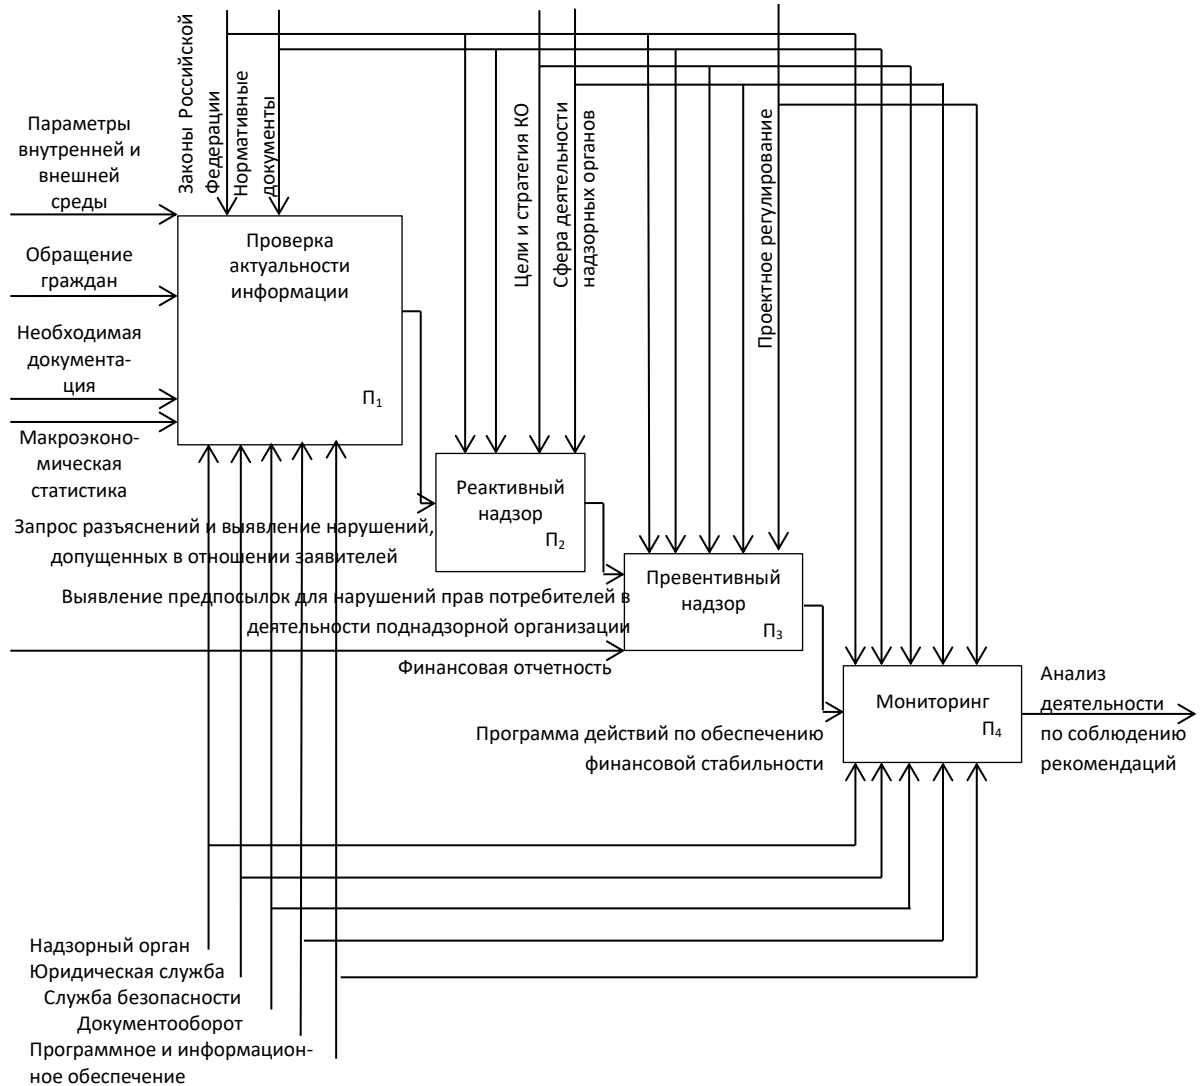 Законы Российской
Федерации
Нормативные
документы
Цели и стратегия КО
Сфера деятельности
надзорных органов
Проектное регулирование
Параметры
внутренней и
внешней
среды
Обращение
граждан
Необходимая
документа-
ция
Макроэконо-
мическая
статистика
Проверка
актуальности
информации
П1
Реактивный
надзор
П2
Запрос разъяснений и выявление нарушений,
допущенных в отношении заявителей
Превентивный
надзор
П3
Выявление предпосылок для нарушений прав потребителей в
деятельности поднадзорной организации
Финансовая отчетность
Мониторинг
П4
Программа действий по обеспечению
финансовой стабильности
Анализ
деятельности
по соблюдению
рекомендаций
Надзорный орган
Юридическая служба
Служба безопасности
Документооборот
Программное и информацион-
ное обеспечение